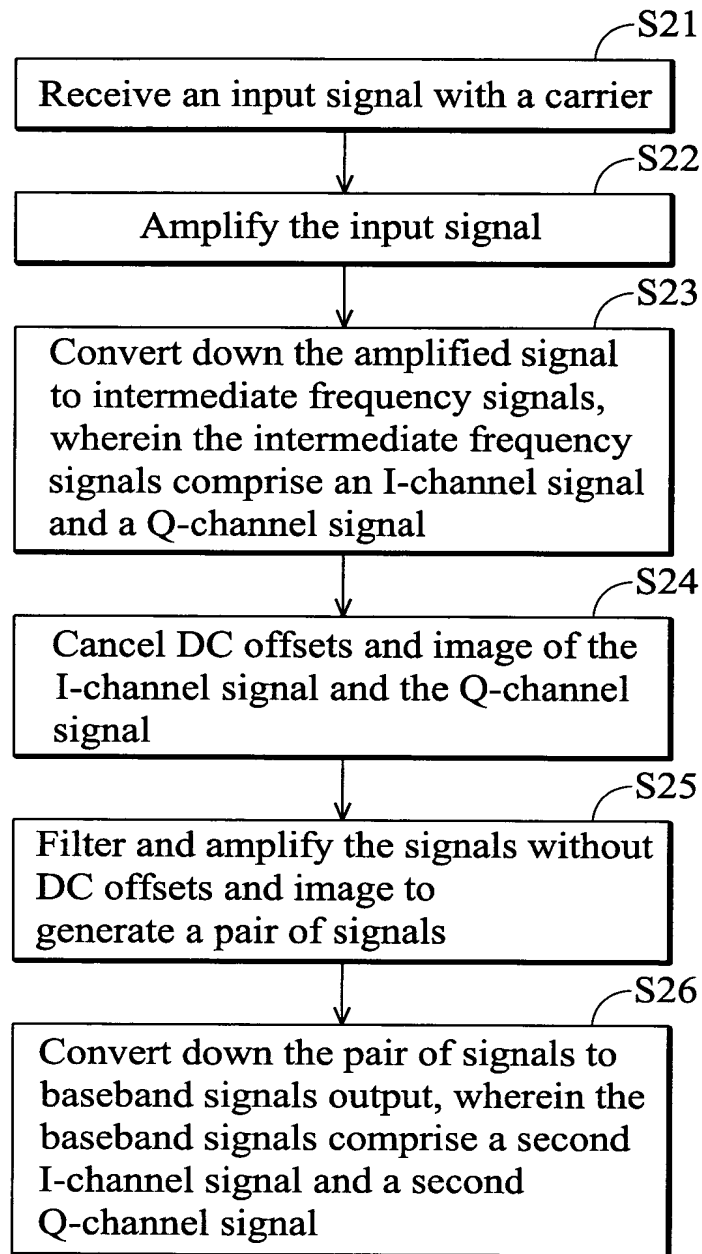 S21
Receive an input signal with a carrier
S22
Amplify the input signal
S23
Convert down the amplified signal
to intermediate frequency signals,
wherein the intermediate frequency
signals comprise an I-channel signal
and a Q-channel signal
S24
Cancel DC offsets and image of the
I-channel signal and the Q-channel
signal
S25
Filter and amplify the signals without
DC offsets and image to
generate a pair of signals
S26
Convert down the pair of signals to
baseband signals output, wherein the
baseband signals comprise a second
I-channel signal and a second
Q-channel signal